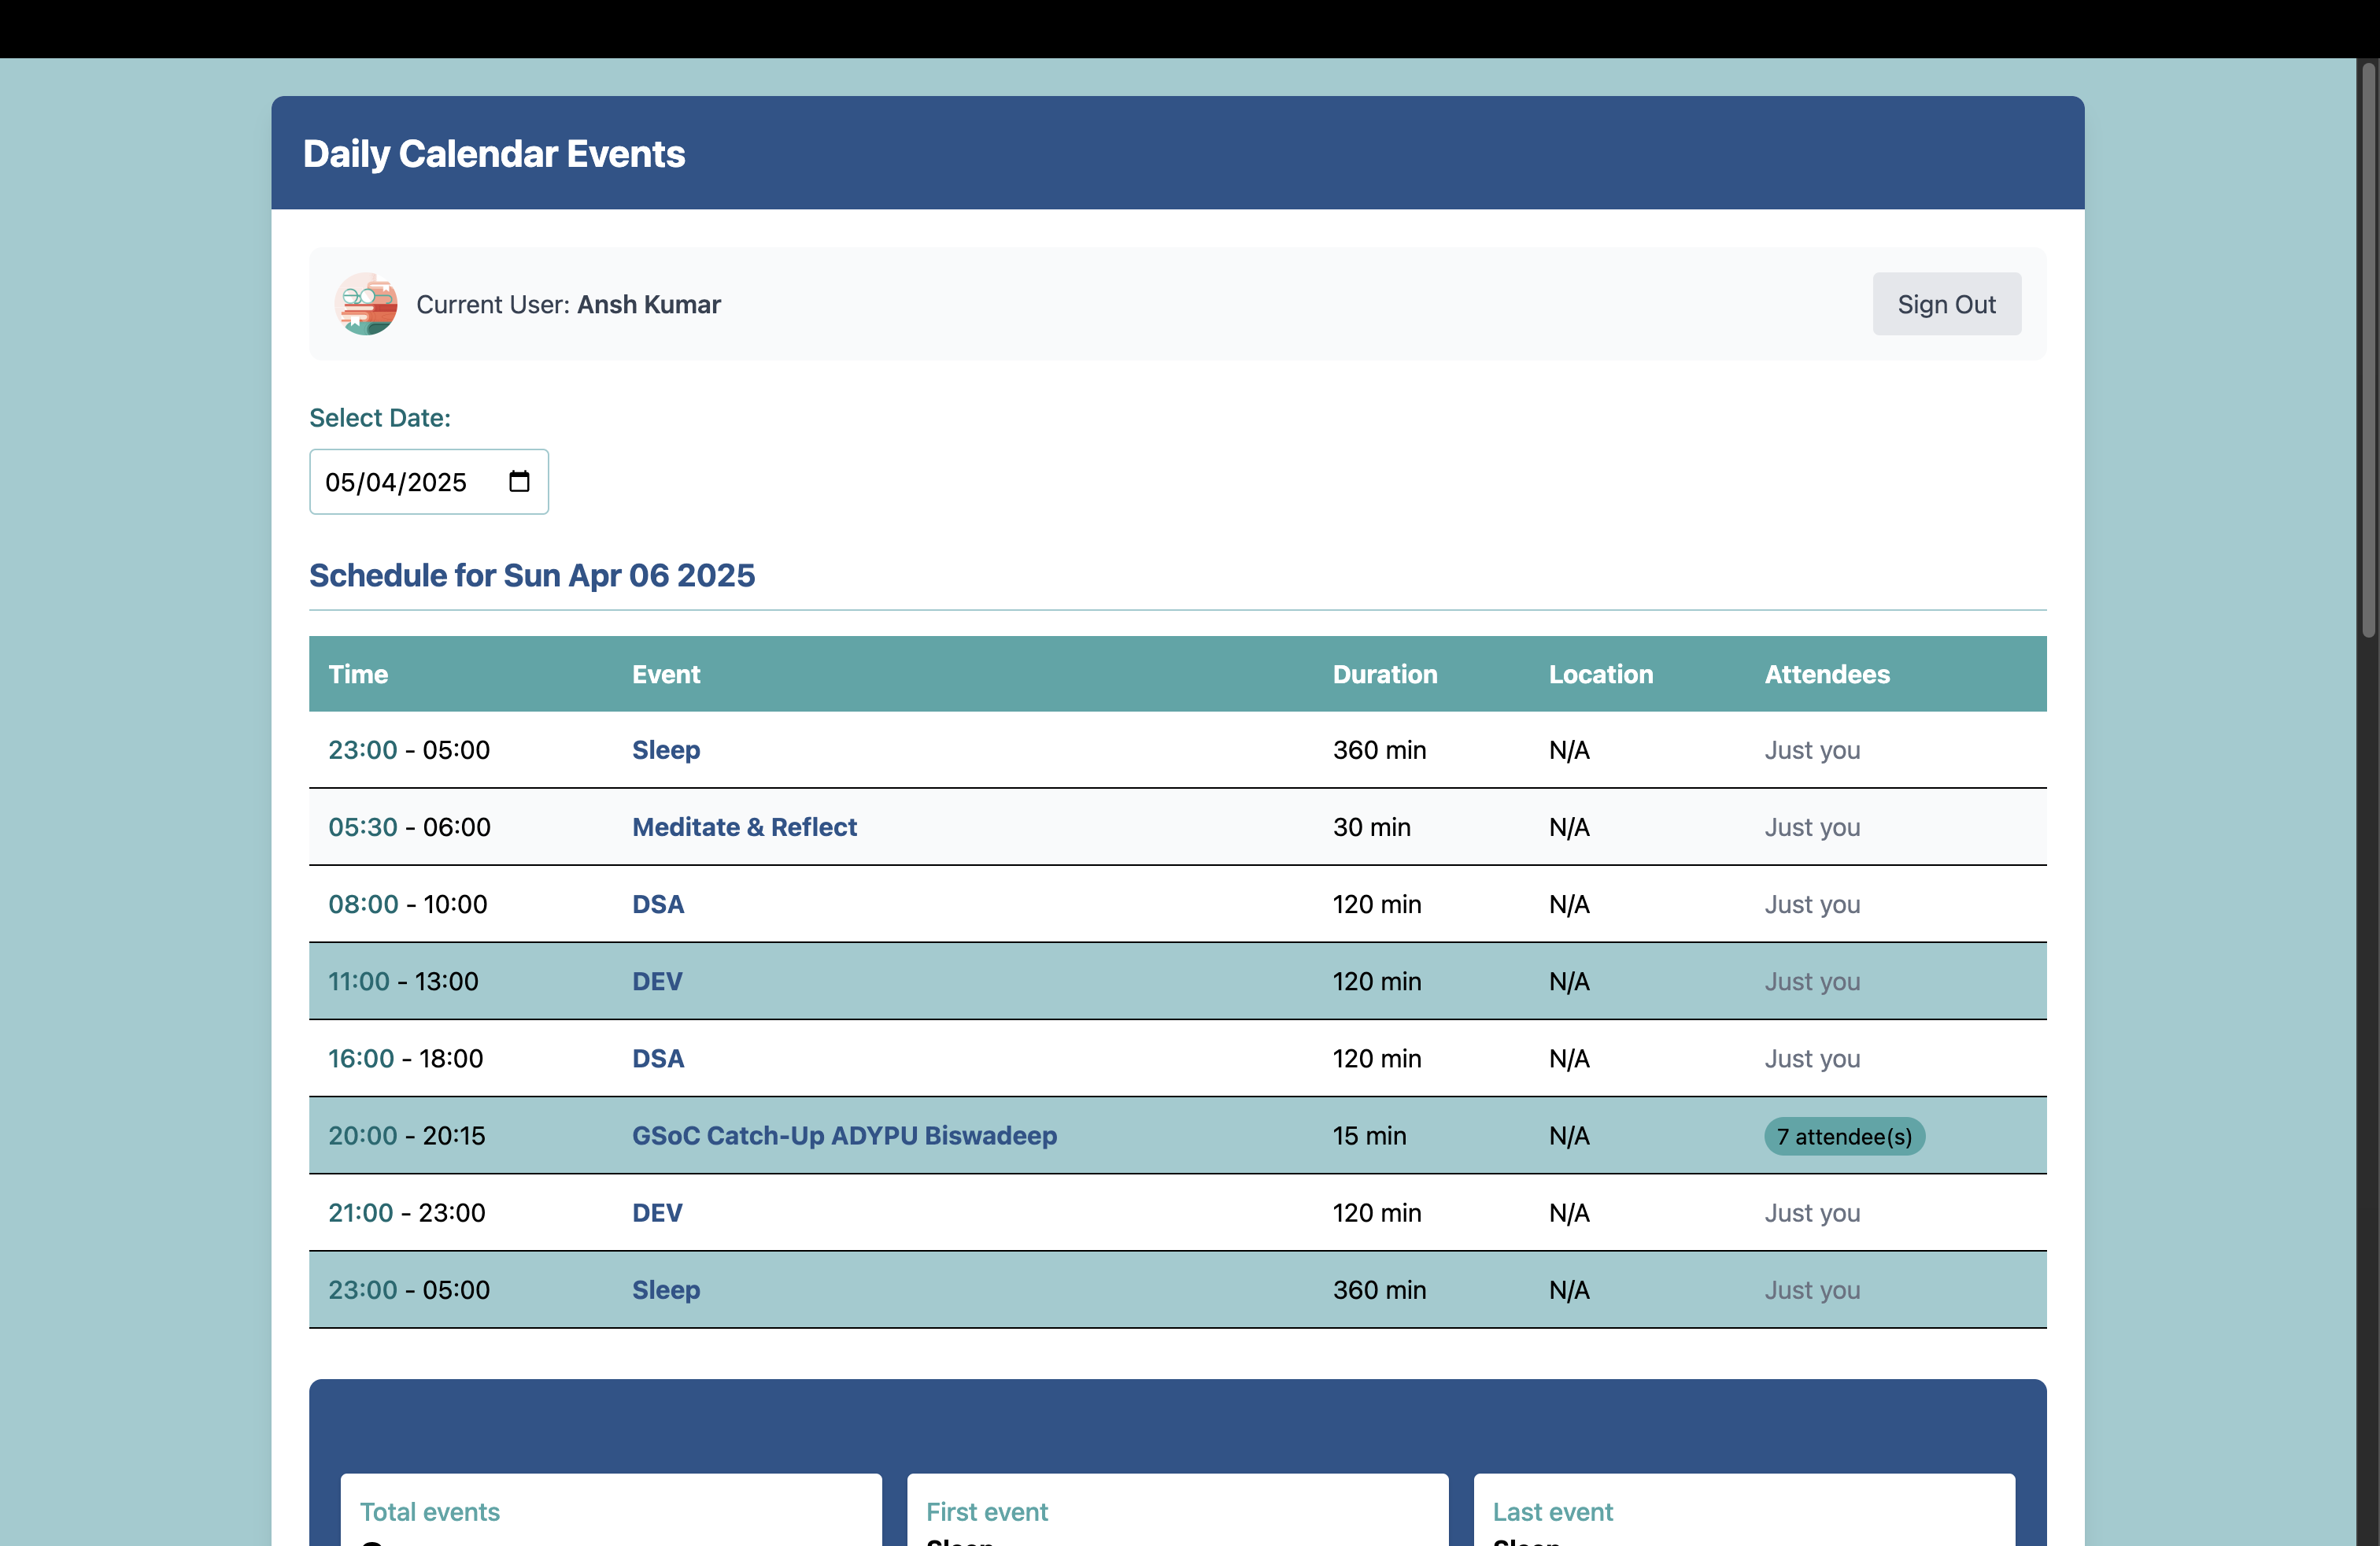 Daily Calendar Events
Current User: Ansh Kumar
Sign Out
Select Date:
05/04/2025
Schedule for Sun Apr 06 2025
Time Event Duration Location Attendees
23:00 - 05:00 Sleep 360 min N/A Just you
05:30 - 06:00 Meditate & Reflect 30 min N/A Just you
08:00 - 10:00 DSA 120 min N/A Just you
11:00 - 13:00 DEV 120 min N/A Just you
16:00 - 18:00 DSA 120 min N/A Just you
20:00 - 20:15 GSoC Catch-Up ADYPU Biswadeep 15 min N/A 7 attendee(s)
21:00 - 23:00 DEV 120 min N/A Just you
23:00 - 05:00 Sleep 360 min N/A Just you
Total events First event Last event
Sleep Sleep